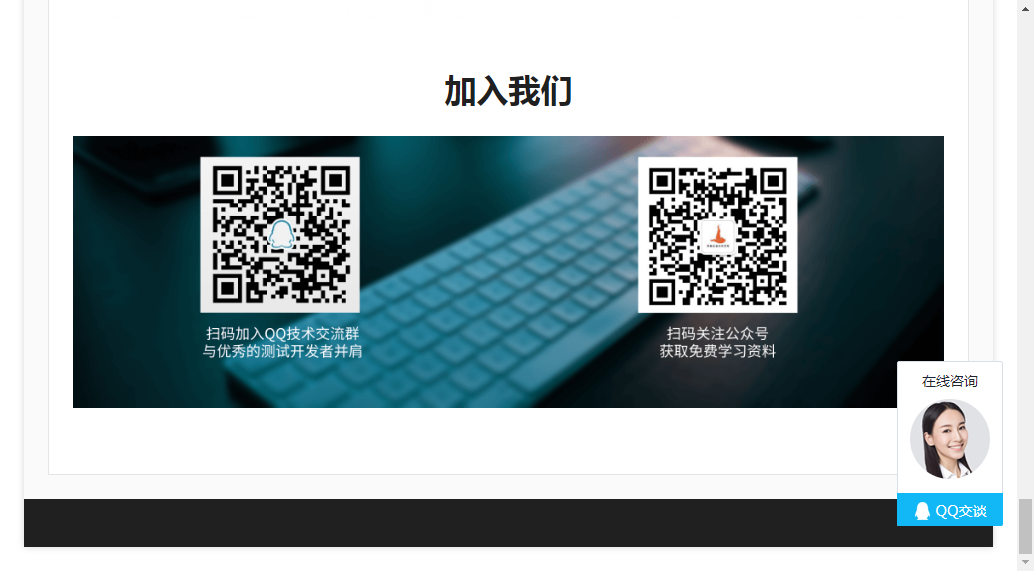 加入我们
扫码加入QQ技术交流群
与优秀的测试开发者并肩
扫码关注公众号
获取免费学习资料
在线咨询
QQ交谈